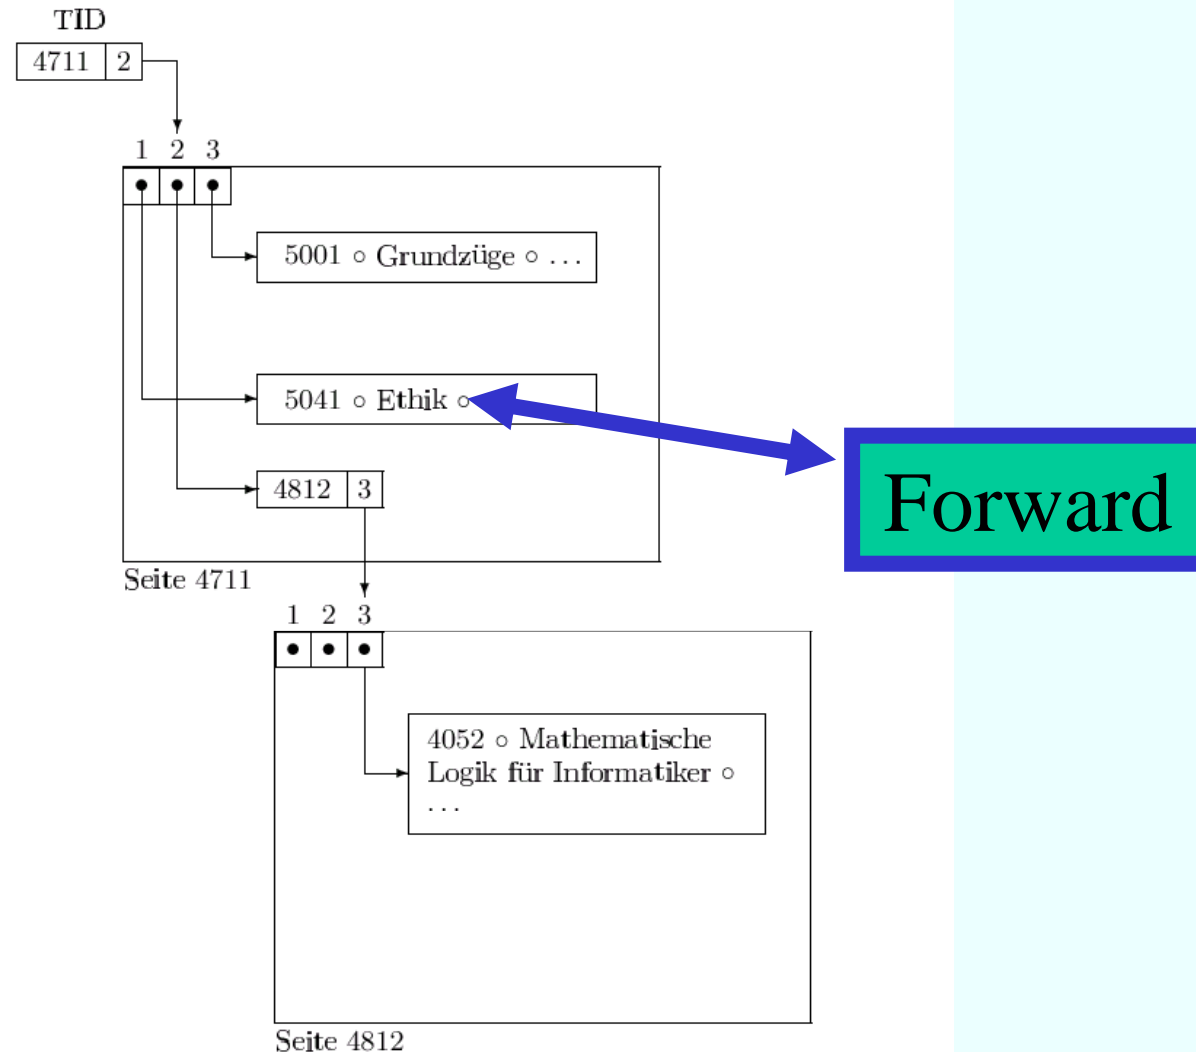 TID
4711 2
1 2 3
5001 ∘ Grundzüge ∘ ...
5041 ∘ Ethik ∘
Forward
4812 3
Seite 4711
1 2 3
4052 ∘ Mathematische
Logik für Informatiker ∘
...
Seite 4812